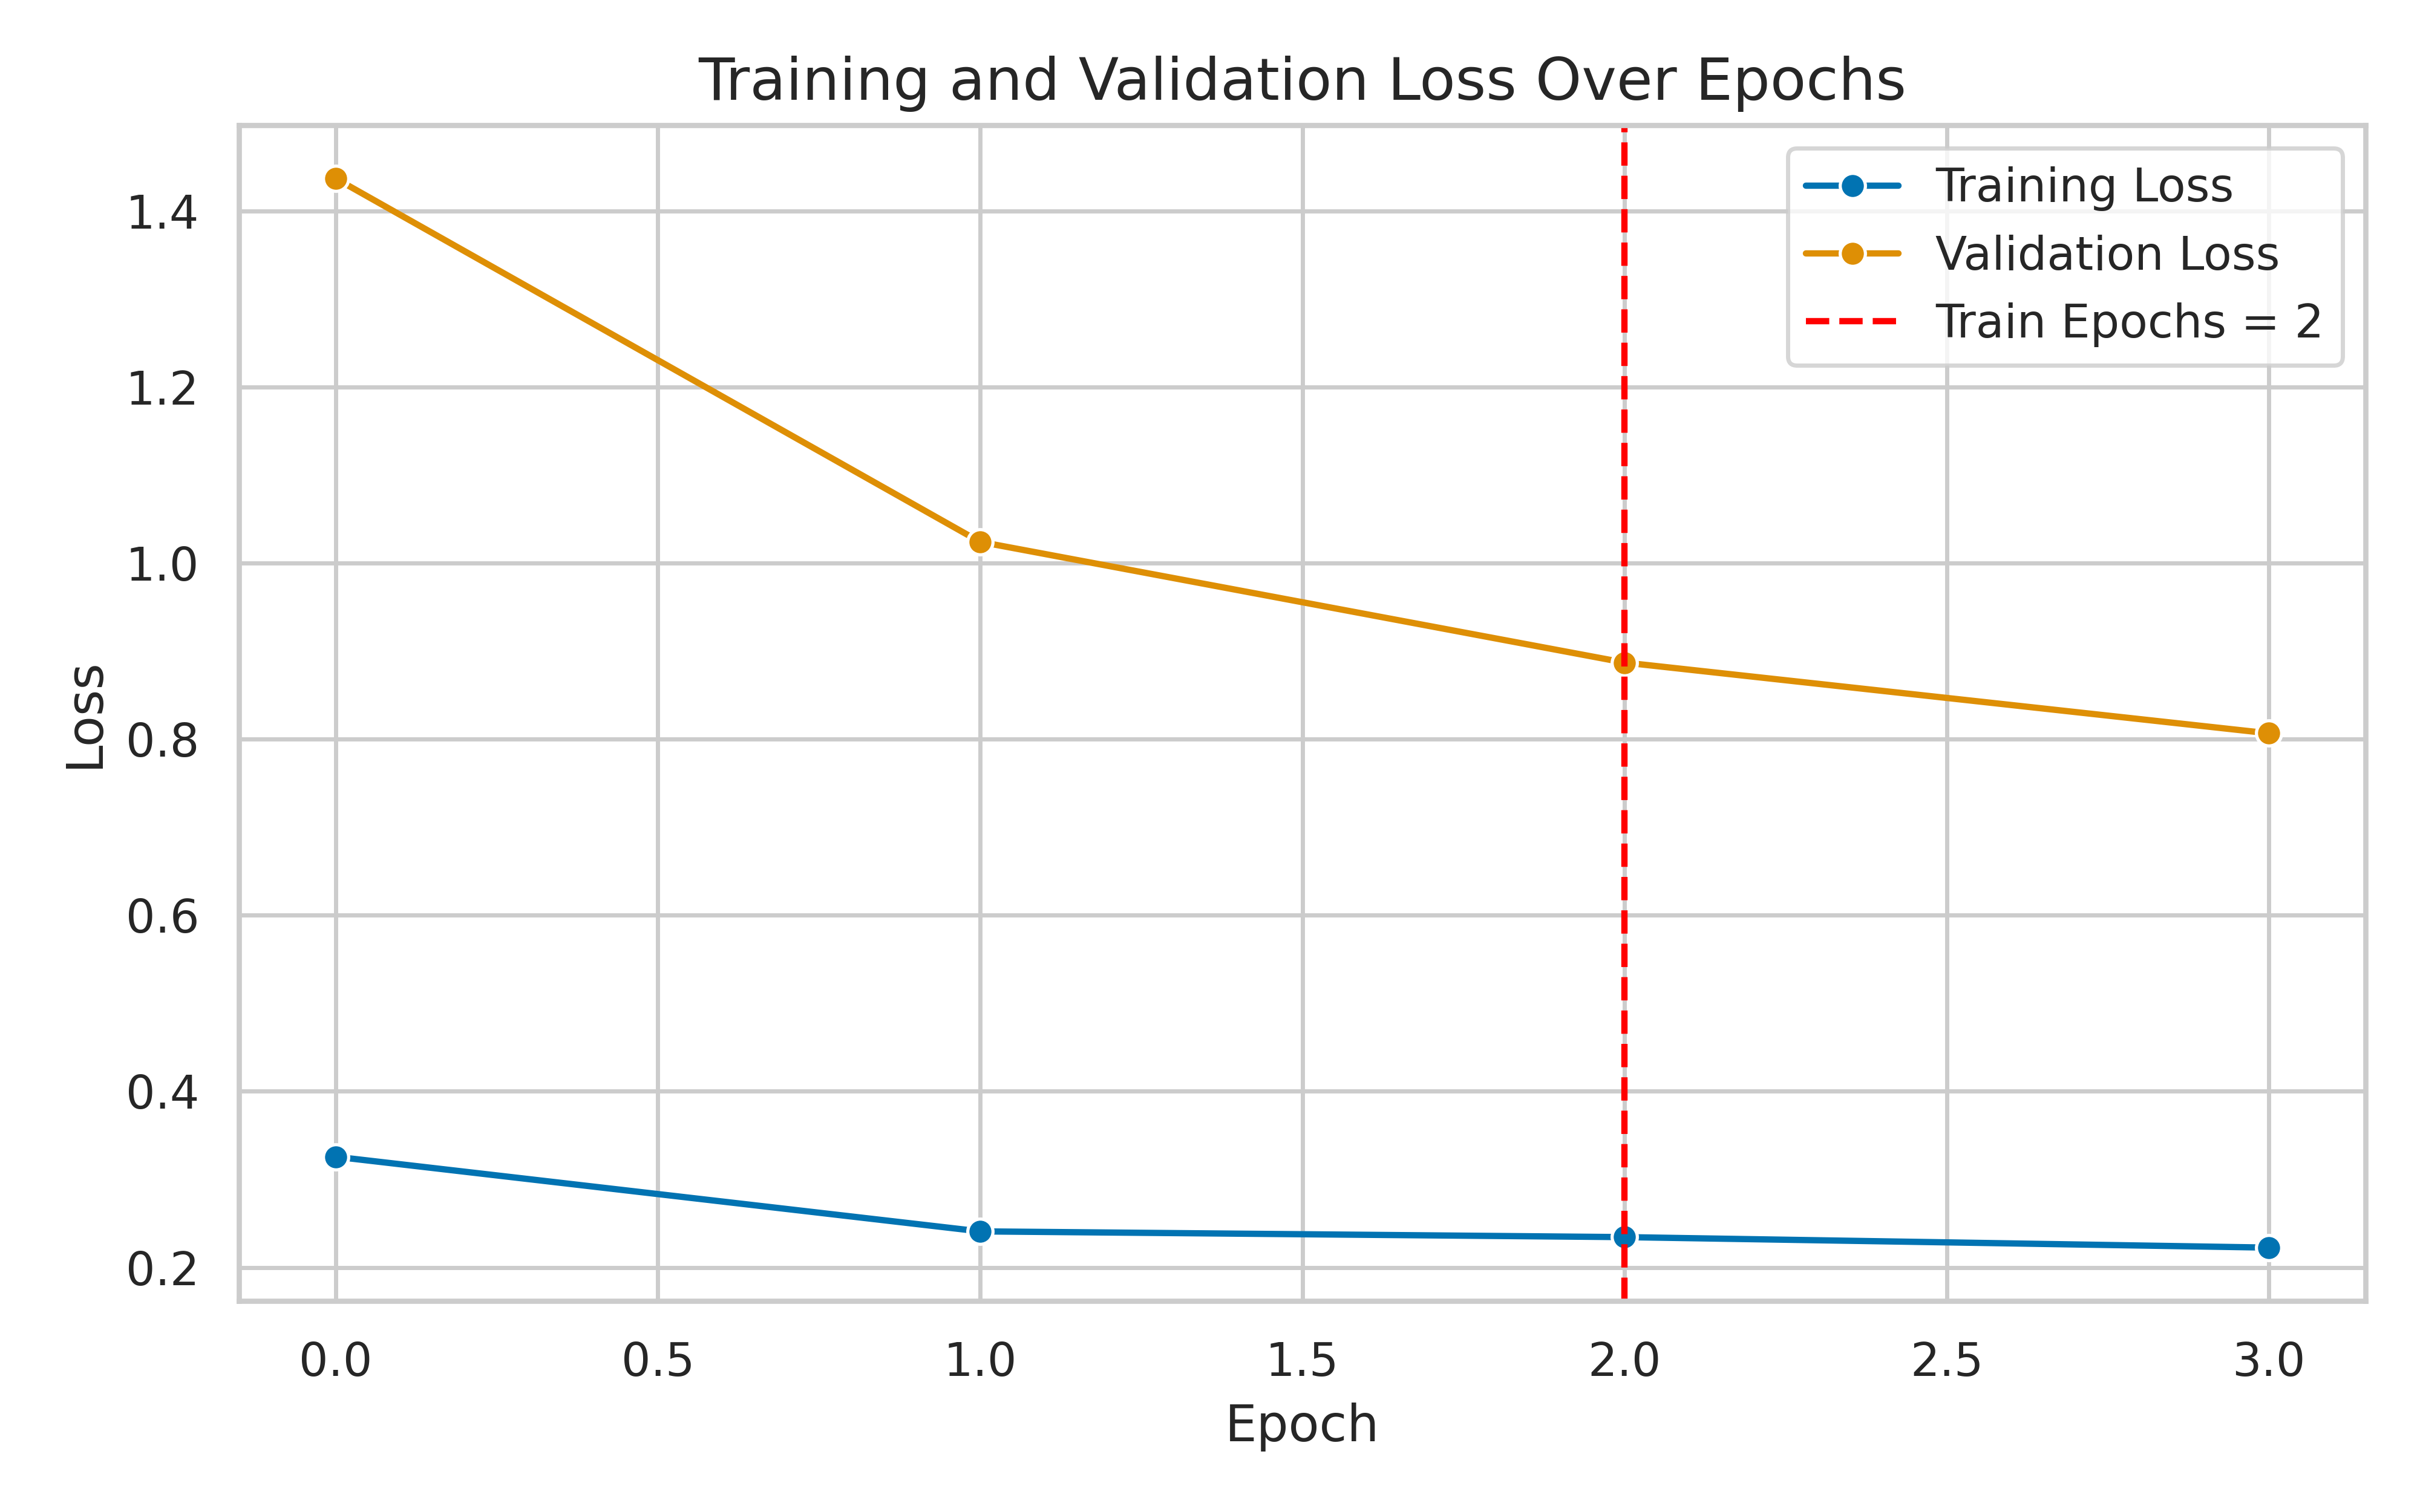 Training and Validation Loss Over Epochs
Training Loss
Validation Loss
Train Epochs = 2
Loss
1.4
1.2
1.0
0.8
0.6
0.4
0.2
0.0 0.5 1.0 1.5 2.0 2.5 3.0
Epoch